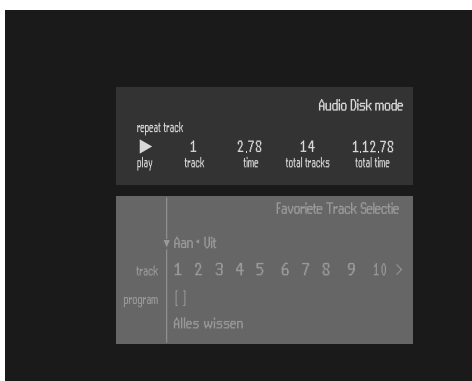 Audio Disk mode
repeat track
▶ 1 2.78 14 1.12.78
play track time total tracks total time
Favoriete Track Selectie
Aan • Uit
track 1 2 3 4 5 6 7 8 9 10 >
program [ ]
Alles wissen